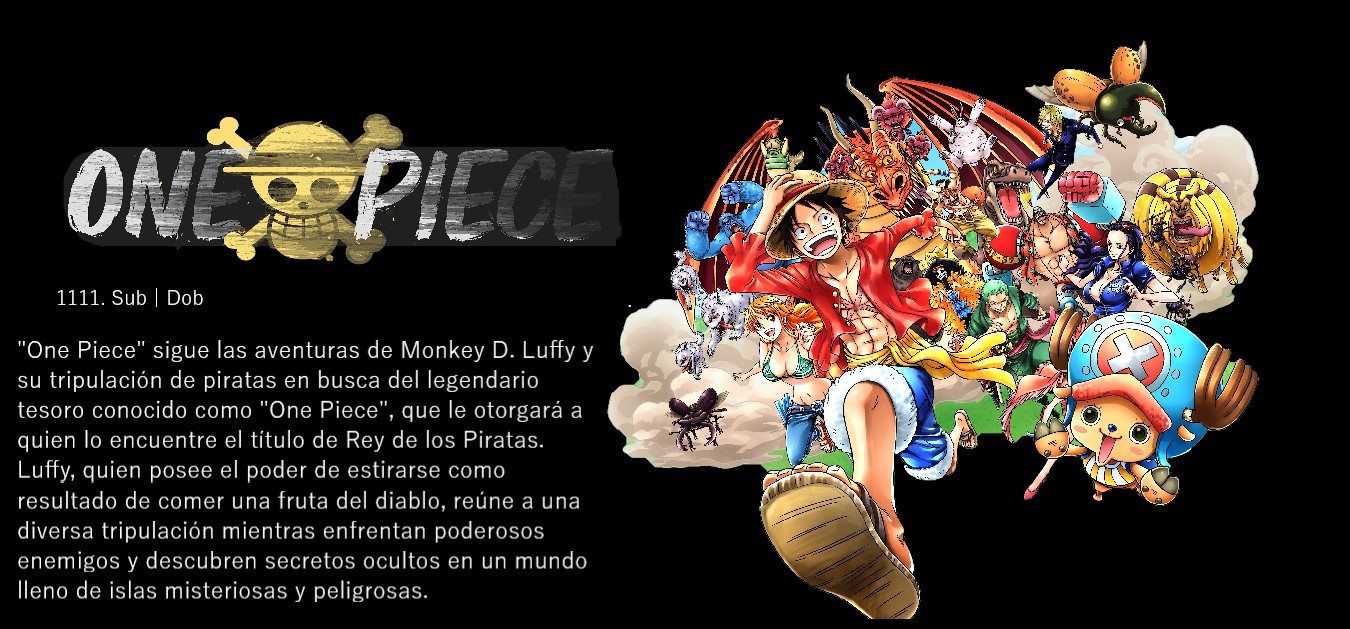 ONE PIECE
1111. Sub | Dob
"One Piece" sigue las aventuras de Monkey D. Luffy y
su tripulación de piratas en busca del legendario
tesoro conocido como "One Piece", que le otorgará a
quien lo encuentre el título de Rey de los Piratas.
Luffy, quien posee el poder de estirarse como
resultado de comer una fruta del diablo, reúne a una
diversa tripulación mientras enfrentan poderosos
enemigos y descubren secretos ocultos en un mundo
lleno de islas misteriosas y peligrosas.